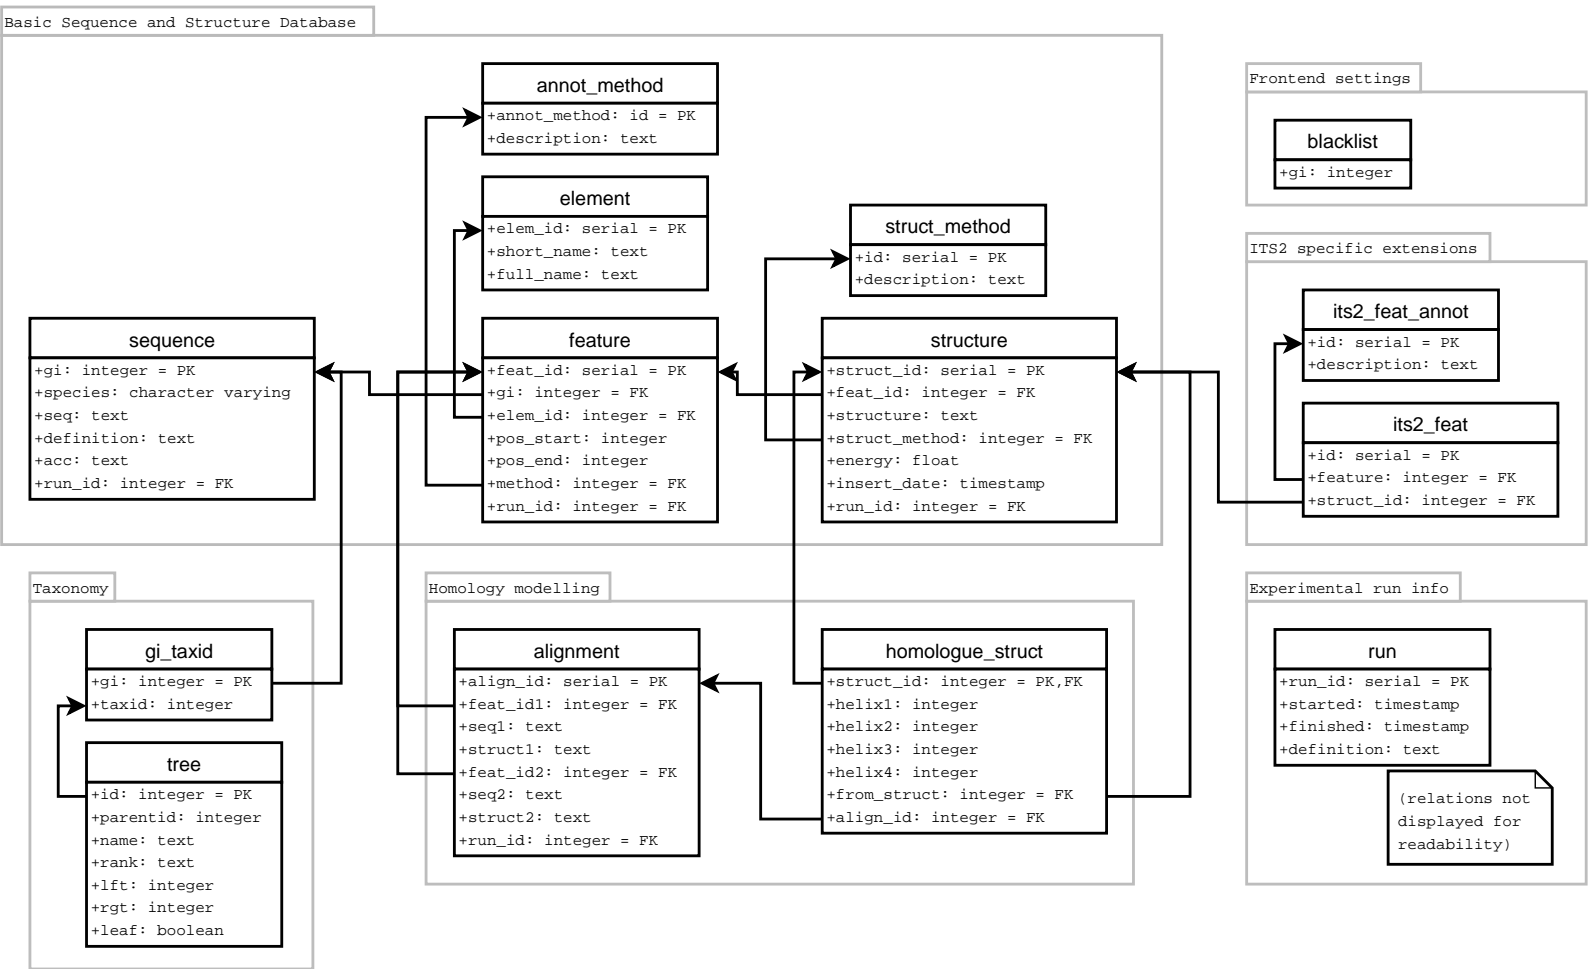 Basic Sequence and Structure Database
annot_method
+annot_method: id = PK
+description: text
element
+elem_id: serial = PK
+short_name: text
+full_name: text
struct_method
+id: serial = PK
+description: text
sequence
+gi: integer = PK
+species: character varying
+seq: text
+definition: text
+acc: text
+run_id: integer = FK
feature
+feat_id: serial = PK
+gi: integer = FK
+elem_id: integer = FK
+pos_start: integer
+pos_end: integer
+method: integer = FK
+run_id: integer = FK
structure
+struct_id: serial = PK
+feat_id: integer = FK
+structure: text
+struct_method: integer = FK
+energy: float
+insert_date: timestamp
+run_id: integer = FK
Frontend settings
blacklist
+gi: integer
ITS2 specific extensions
its2_feat_annot
+id: serial = PK
+description: text
its2_feat
+id: serial = PK
+feature: integer = FK
+struct_id: integer = FK
Taxonomy
gi_taxid
+gi: integer = PK
+taxid: integer
tree
+id: integer = PK
+parentid: integer
+name: text
+rank: text
+lft: integer
+rgt: integer
+leaf: boolean
Homology modelling
alignment
+align_id: serial = PK
+feat_id1: integer = FK
+seq1: text
+struct1: text
+feat_id2: integer = FK
+seq2: text
+struct2: text
+run_id: integer = FK
homologue_struct
+struct_id: integer = PK,FK
+helix1: integer
+helix2: integer
+helix3: integer
+helix4: integer
+from_struct: integer = FK
+align_id: integer = FK
Experimental run info
run
+run_id: serial = PK
+started: timestamp
+finished: timestamp
+definition: text
(relations not
displayed for
readability)